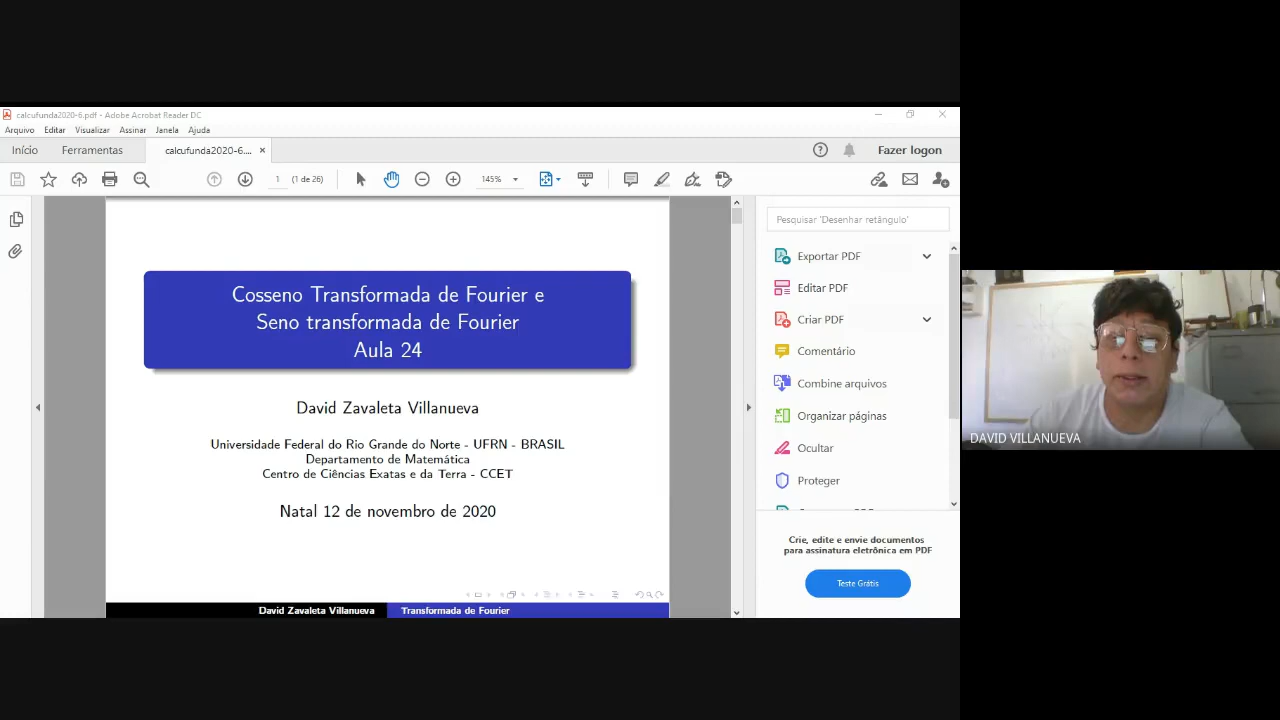 calcufunda2020-6.pdf - Adobe Acrobat Reader DC
Arquivo Editar Visualizar Assinar Janela Ajuda
Início Ferramentas calcufunda2020-6.... × Fazer logon
1 (1 de 26) 145%
Pesquisar 'Desenhar retângulo'
Cosseno Transformada de Fourier e
Seno transformada de Fourier
Aula 24
David Zavaleta Villanueva
Universidade Federal do Rio Grande do Norte - UFRN - BRASIL
Departamento de Matemática
Centro de Ciências Exatas e da Terra - CCET
Natal 12 de novembro de 2020
David Zavaleta Villanueva Transformada de Fourier
Exportar PDF
Editar PDF
Criar PDF
Comentário
Combine arquivos
Organizar páginas
Ocultar
Proteger
Crie, edite e envie documentos
para assinatura eletrônica em PDF
Teste Grátis
DAVID VILLANUEVA